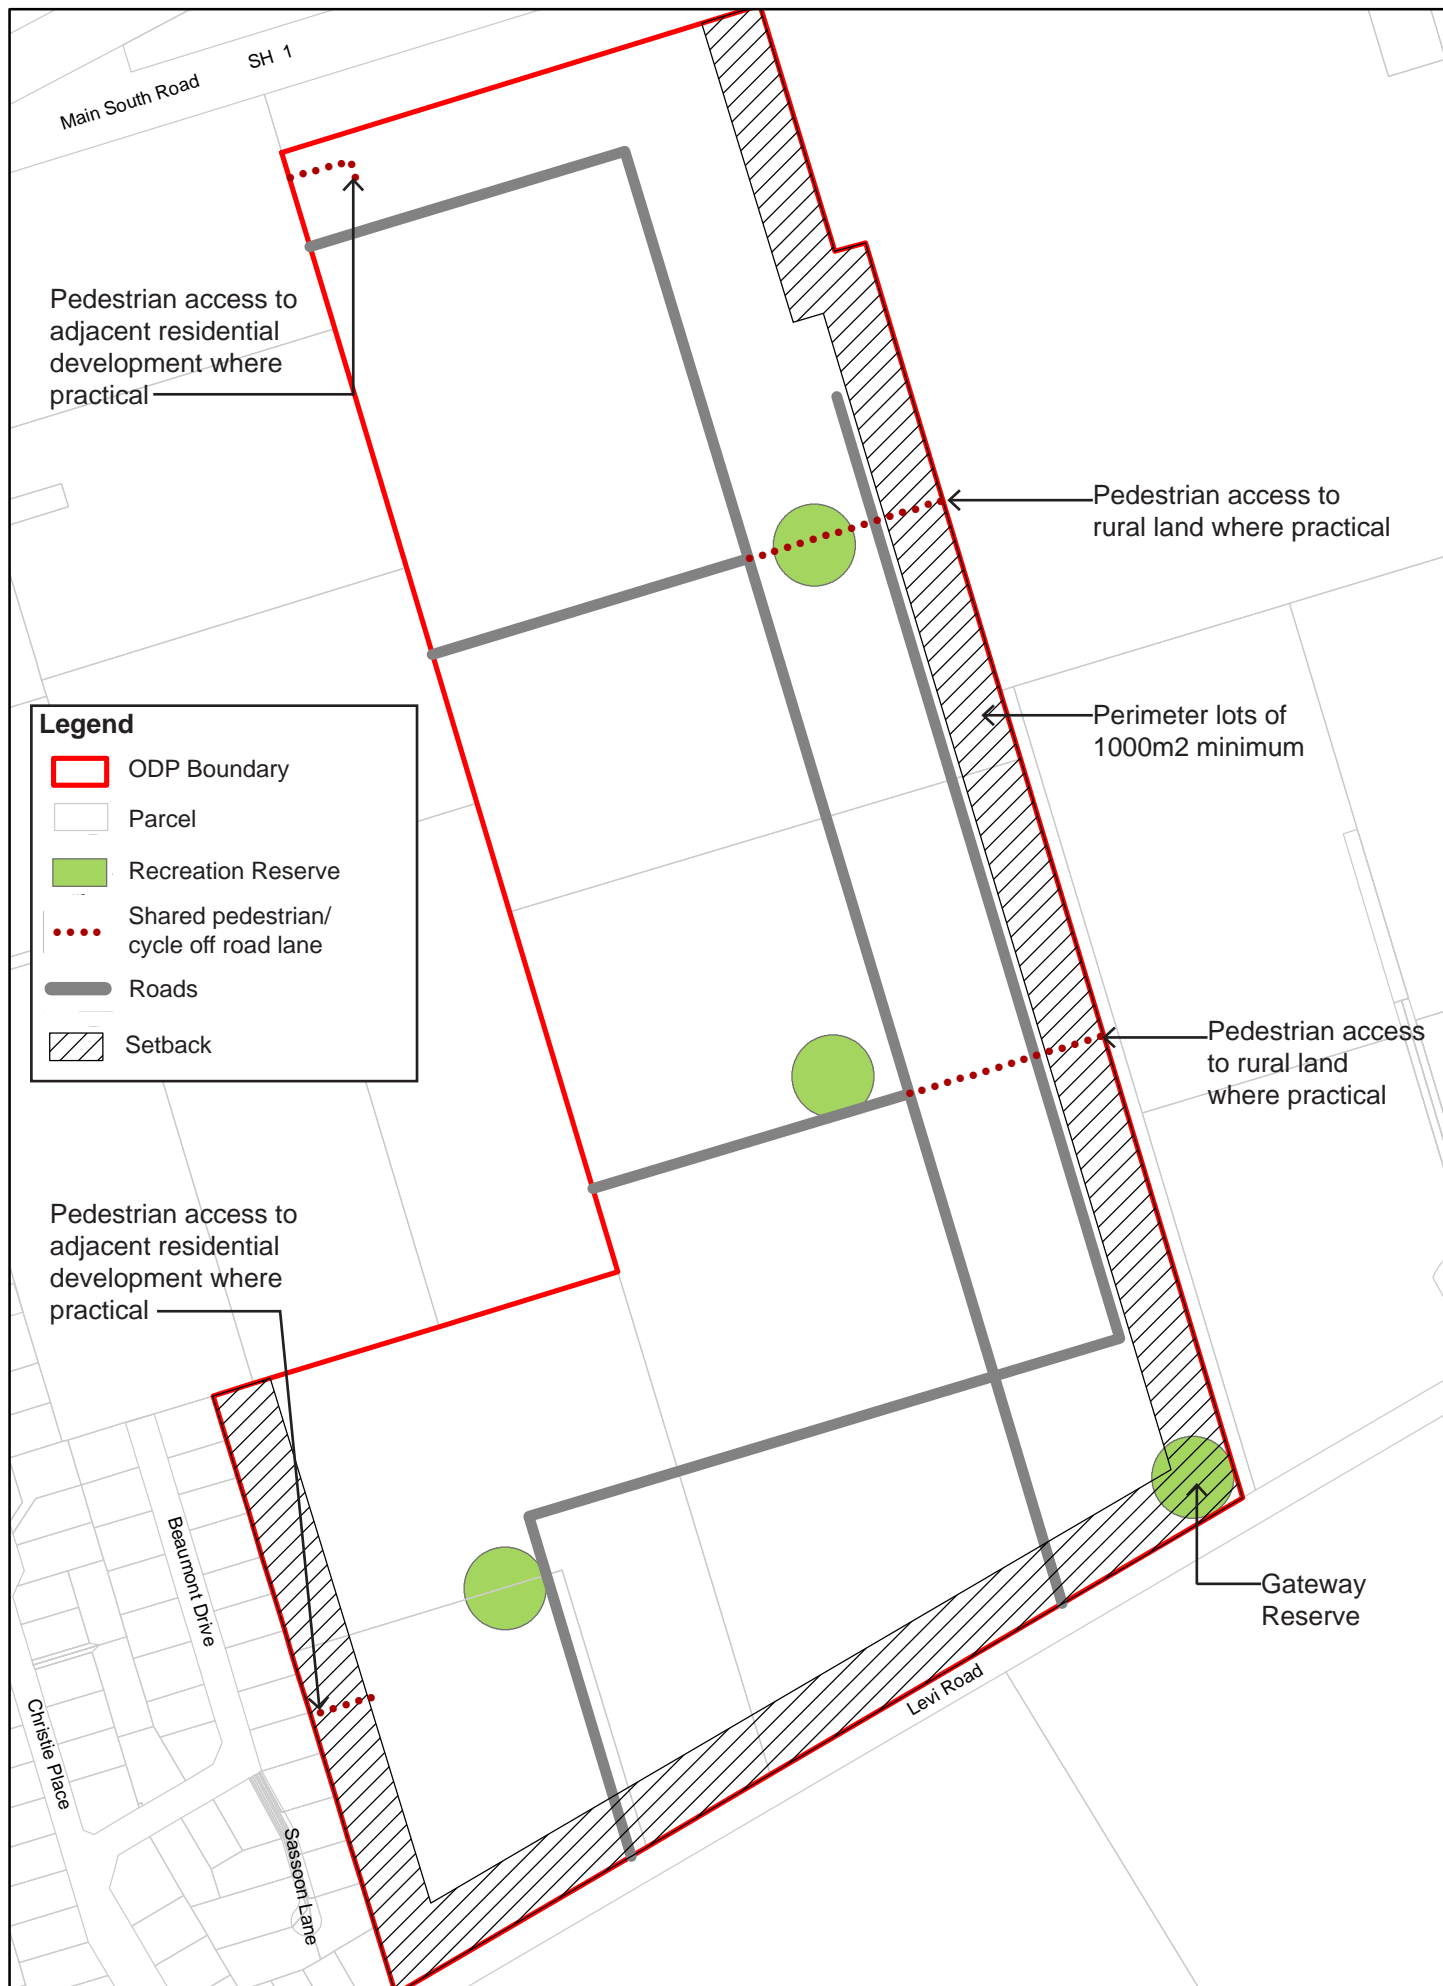 SH 1
Main South Road
Pedestrian access to
adjacent residential
development where
practical
Pedestrian access to
rural land where practical
Perimeter lots of
1000m2 minimum
Legend
ODP Boundary
Parcel
Recreation Reserve
Shared pedestrian/
cycle off road lane
Roads
Setback
Pedestrian access
to rural land
where practical
Pedestrian access to
adjacent residential
development where
practical
Beaumont Drive
Gateway
Reserve
Levi Road
Christie Place
Sassoon Lane